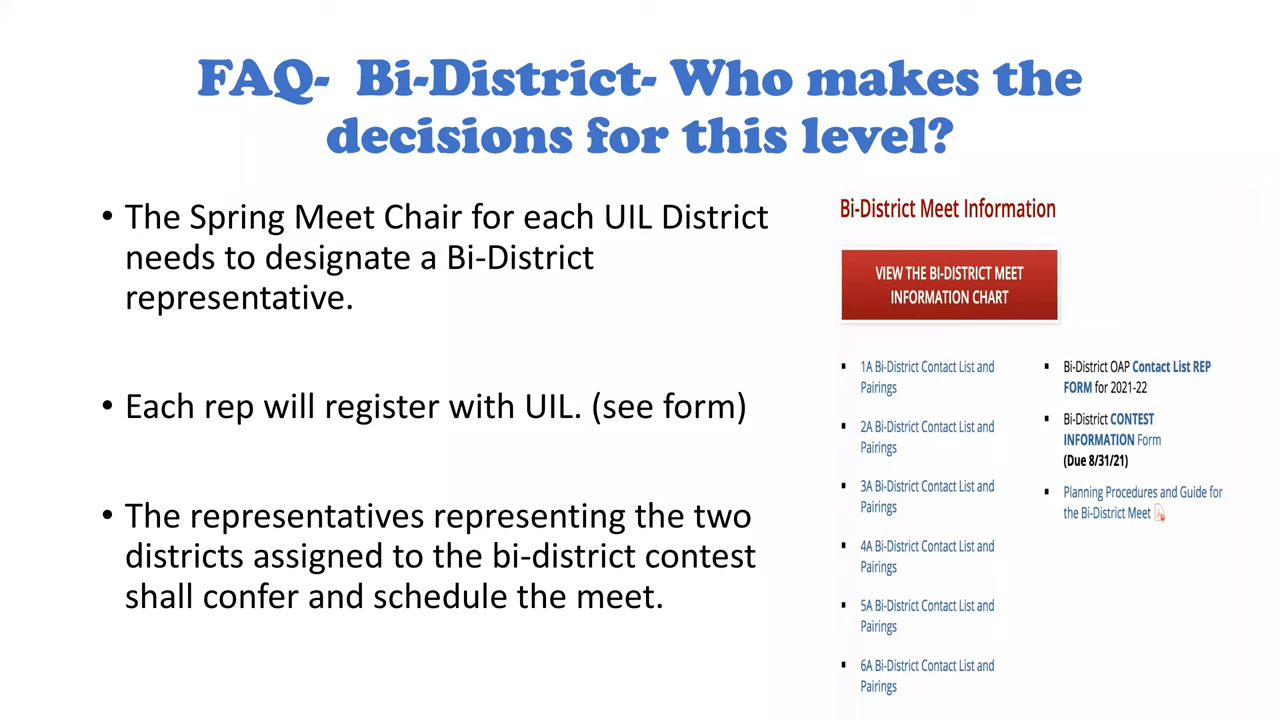 FAQ-  Bi-District- Who makes the
decisions for this level?
• The Spring Meet Chair for each UIL District
needs to designate a Bi-District
representative.
• Each rep will register with UIL. (see form)
• The representatives representing the two
districts assigned to the bi-district contest
shall confer and schedule the meet.
Bi-District Meet Information
VIEW THE BI-DISTRICT MEET
INFORMATION CHART
▪ 1A Bi-District Contact List and
Pairings
▪ 2A Bi-District Contact List and
Pairings
▪ 3A Bi-District Contact List and
Pairings
▪ 4A Bi-District Contact List and
Pairings
▪ 5A Bi-District Contact List and
Pairings
▪ 6A Bi-District Contact List and
Pairings
▪ Bi-District OAP Contact List REP
FORM for 2021-22
▪ Bi-District CONTEST
INFORMATION Form
(Due 8/31/21)
▪ Planning Procedures and Guide for
the Bi-District Meet